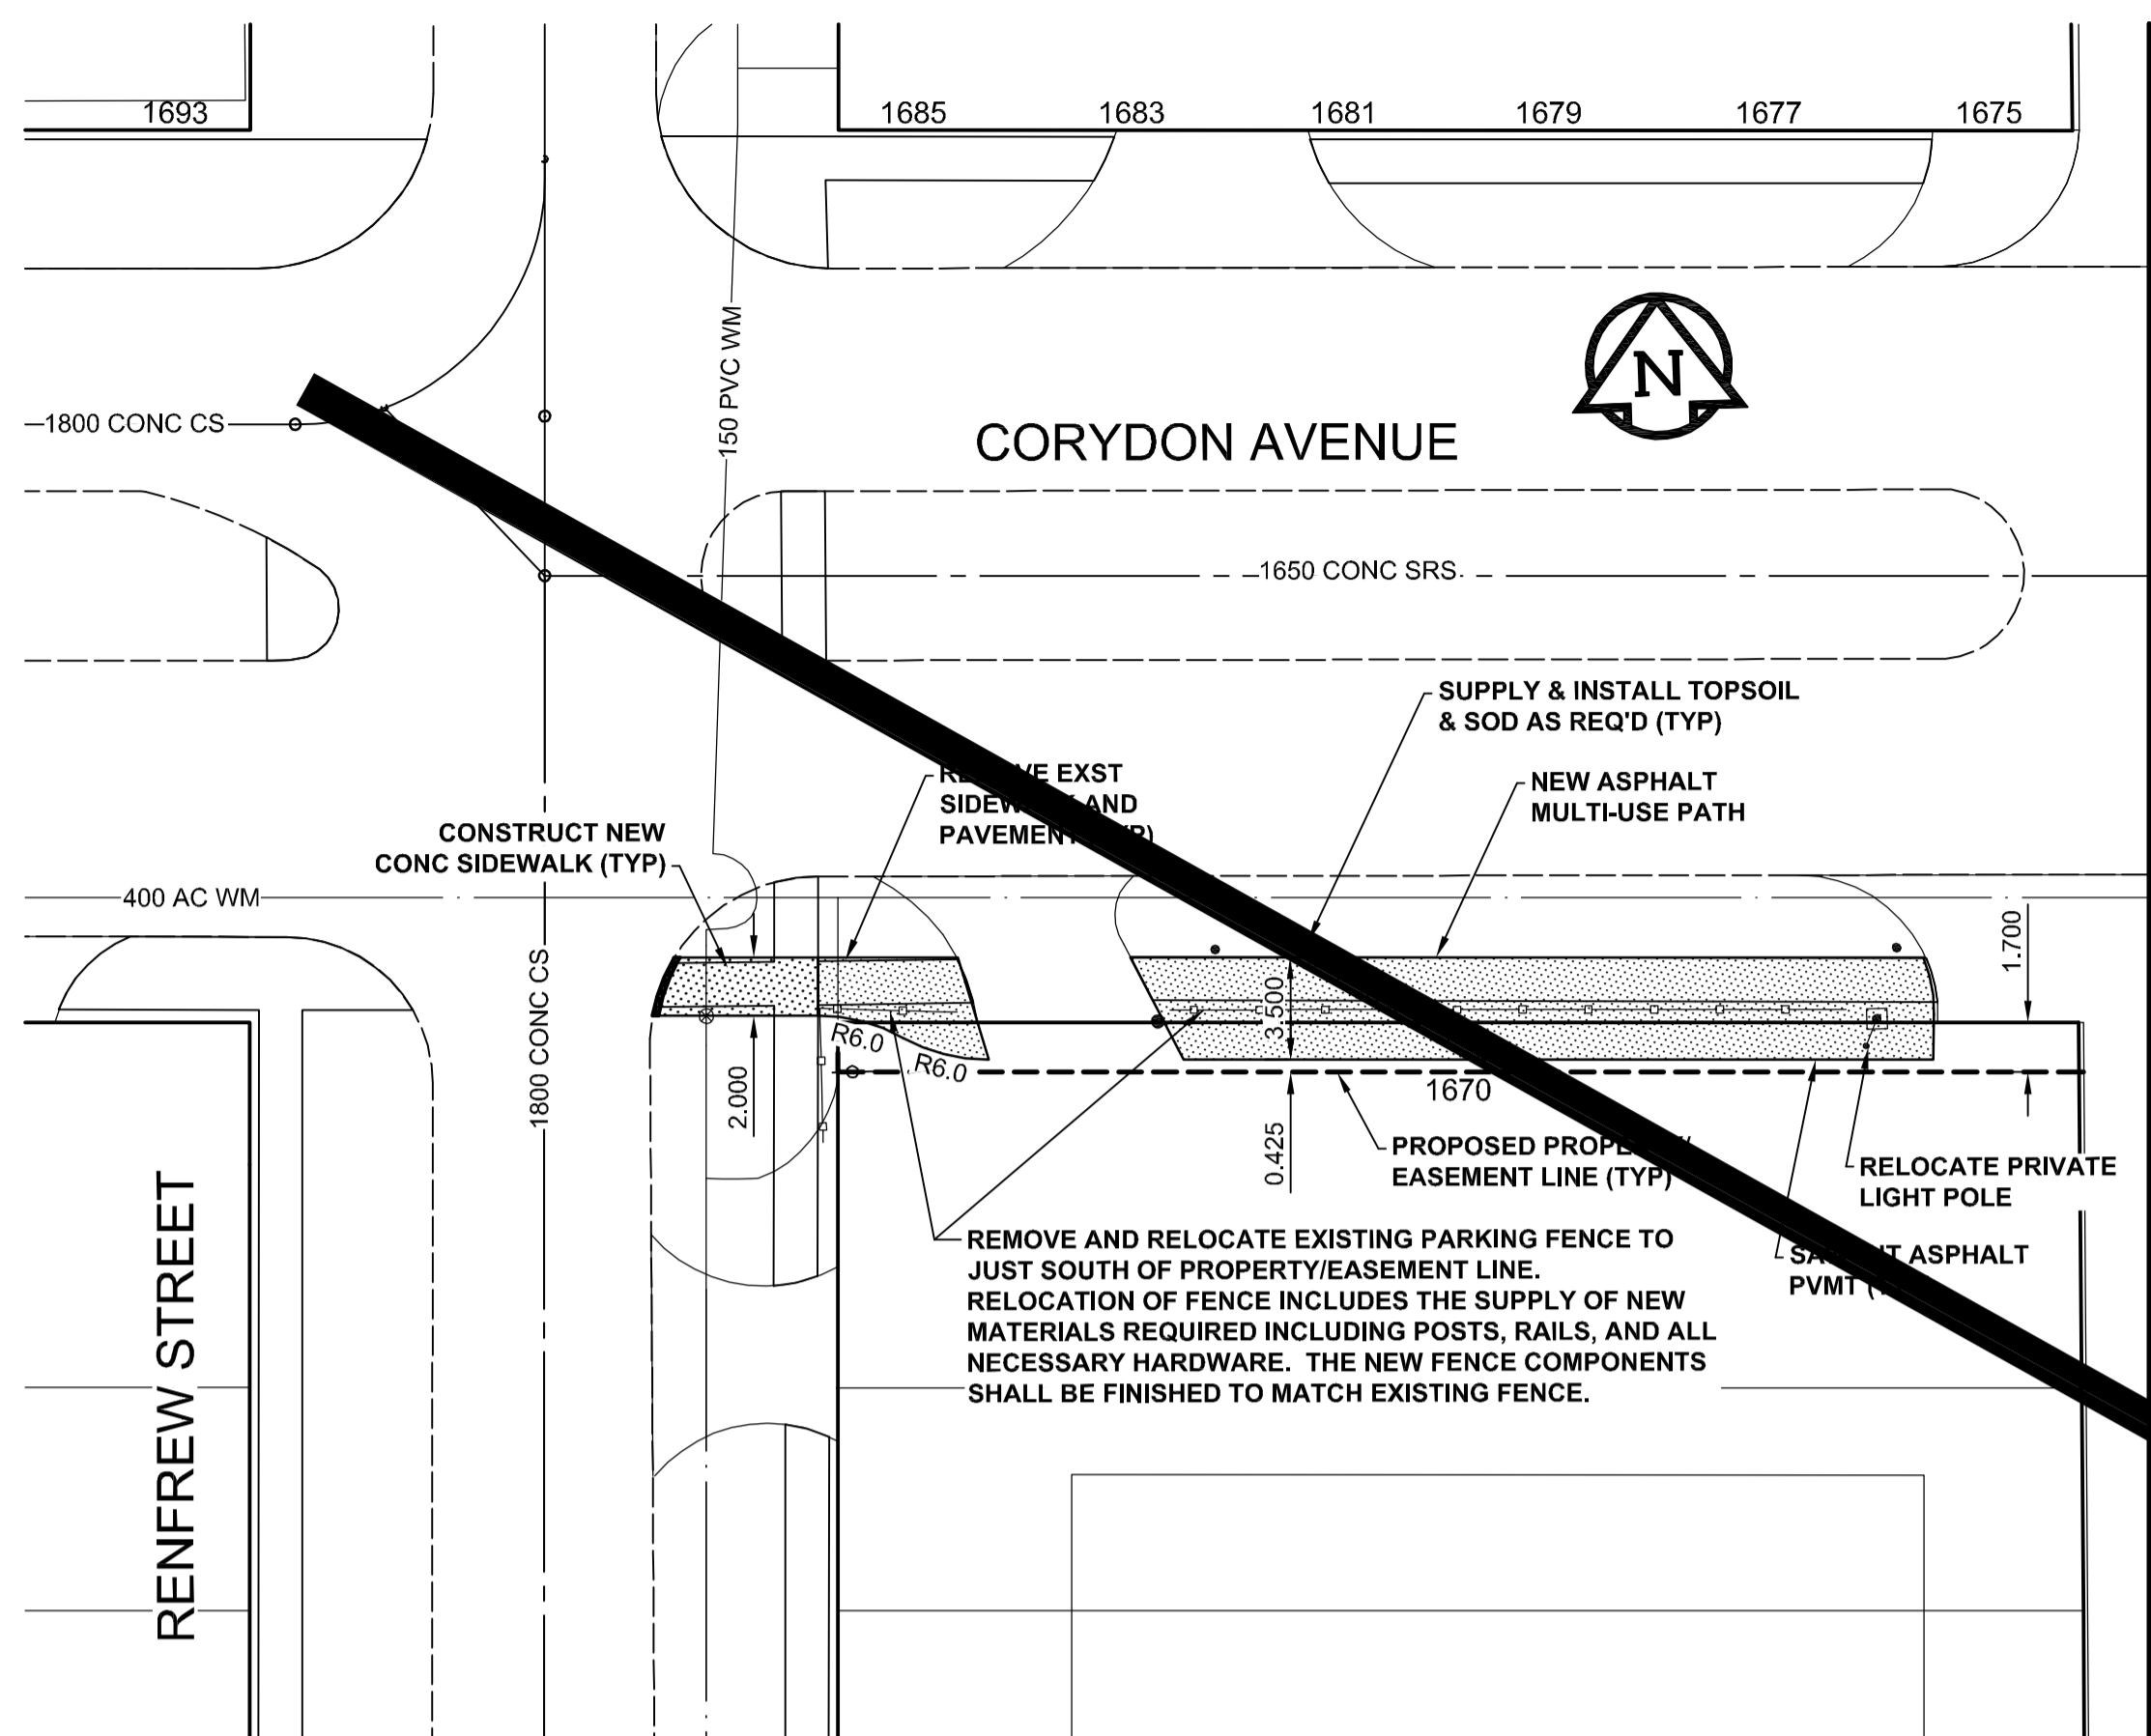 1693
1685
1683
1681
1679
1677
1675
150 PVC WM
N
1800 CONC CS
CORYDON AVENUE
1650 CONC SRS
SUPPLY & INSTALL TOPSOIL
& SOD AS REQ'D (TYP)
EXST
AND
NEW ASPHALT
MULTI-USE PATH
CONSTRUCT NEW
CONC SIDEWALK (TYP)
400 AC WM
1800 CONC CS
1.700
3.500
R6.0
R6.0
2.000
1670
0.425
PROPOSED
EASEMENT LINE (TYP)
RELOCATE PRIVATE
LIGHT POLE
ASPHALT
PVMT
REMOVE AND RELOCATE EXISTING PARKING FENCE TO
JUST SOUTH OF PROPERTY/EASEMENT LINE.
RELOCATION OF FENCE INCLUDES THE SUPPLY OF NEW
MATERIALS REQUIRED INCLUDING POSTS, RAILS, AND ALL
NECESSARY HARDWARE. THE NEW FENCE COMPONENTS
SHALL BE FINISHED TO MATCH EXISTING FENCE.
RENFREW STREET